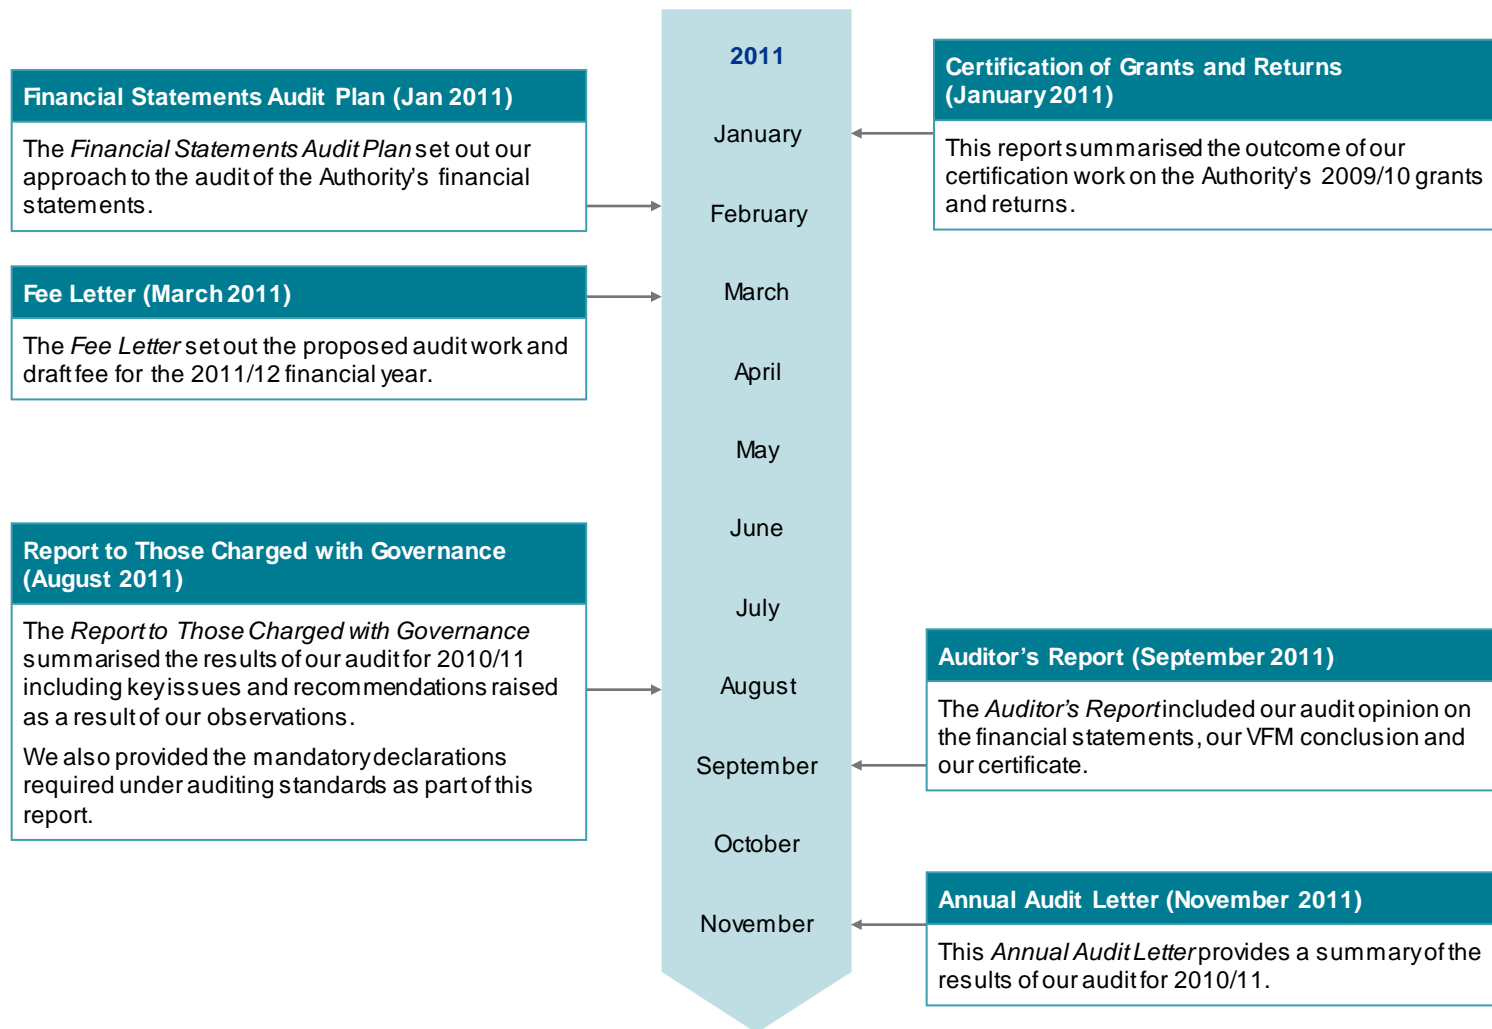 Financial Statements Audit Plan (Jan 2011)
The Financial Statements Audit Plan set out our
approach to the audit of the Authority's financial
statements.
Fee Letter (March 2011)
The Fee Letter set out the proposed audit work and
draft fee for the 2011/12 financial year.
Report to Those Charged with Governance
(August 2011)
The Report to Those Charged with Governance
summarised the results of our audit for 2010/11
including key issues and recommendations raised
as a result of our observations.
We also provided the mandatory declarations
required under auditing standards as part of this
report.
2011
January
February
March
April
May
June
July
August
September
October
November
Certification of Grants and Returns
(January 2011)
This report summarised the outcome of our
certification work on the Authority's 2009/10 grants
and returns.
Auditor's Report (September 2011)
The Auditor's Report included our audit opinion on
the financial statements, our VFM conclusion and
our certificate.
Annual Audit Letter (November 2011)
This Annual Audit Letter provides a summary of the
results of our audit for 2010/11.